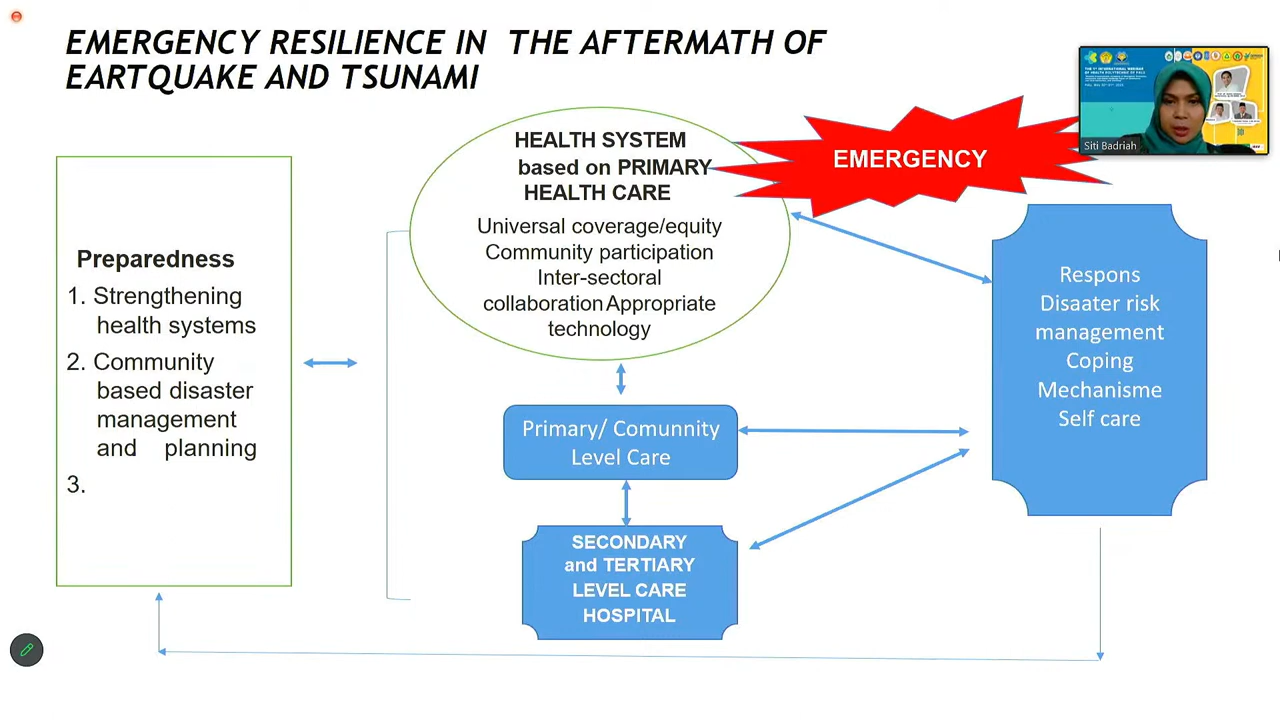 EMERGENCY RESILIENCE IN THE AFTERMATH OF
EARTQUAKE AND TSUNAMI
Preparedness
1. Strengthening
health systems
2. Community
based disaster
management
and planning
3.
HEALTH SYSTEM
based on PRIMARY
HEALTH CARE
Universal coverage/equity
Community participation
Inter-sectoral
collaboration Appropriate
technology
EMERGENCY
Primary/ Comunnity
Level Care
SECONDARY
and TERTIARY
LEVEL CARE
HOSPITAL
Respons
Disaater risk
management
Coping
Mechanisme
Self care
Siti Badriah